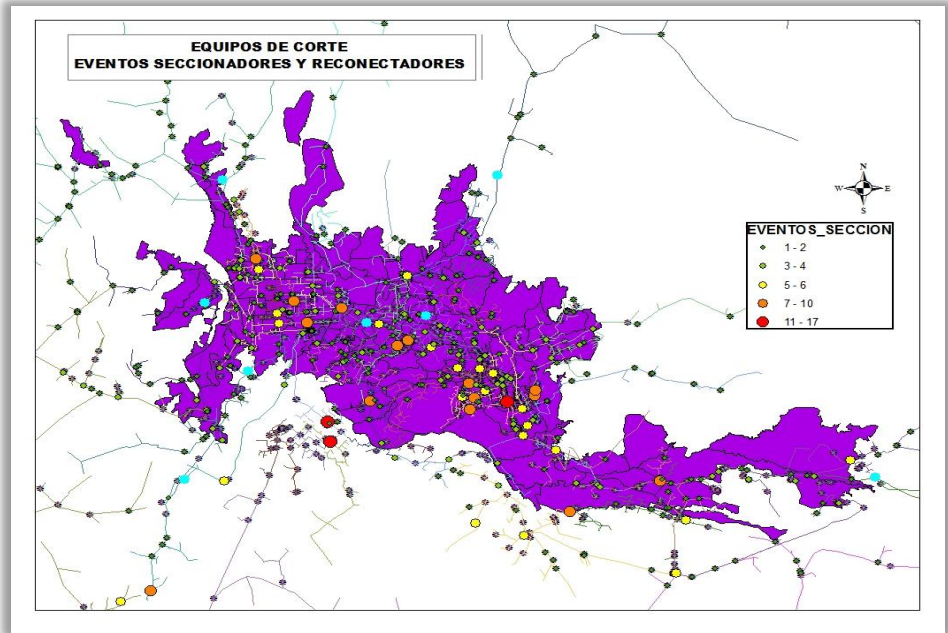 EQUIPOS DE CORTE
EVENTOS SECCIONADORES Y RECONECTADORES
N
W E
S
EVENTOS_SECCION
1 - 2
3 - 4
5 - 6
7 - 10
11 - 17